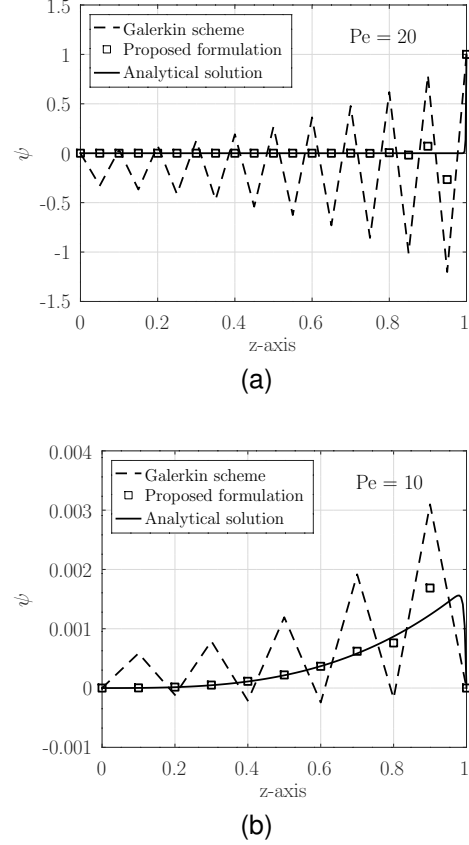 1.5
1
0.5
0
-0.5
-1
-1.5
ψ
Galerkin scheme
Proposed formulation
Analytical solution
Pe = 20
0 0.2 0.4 0.6 0.8 1
z-axis
(a)
0.004
0.003
0.002
0.001
0
-0.001
ψ
Galerkin scheme
Proposed formulation
Analytical solution
Pe = 10
0 0.2 0.4 0.6 0.8 1
z-axis
(b)